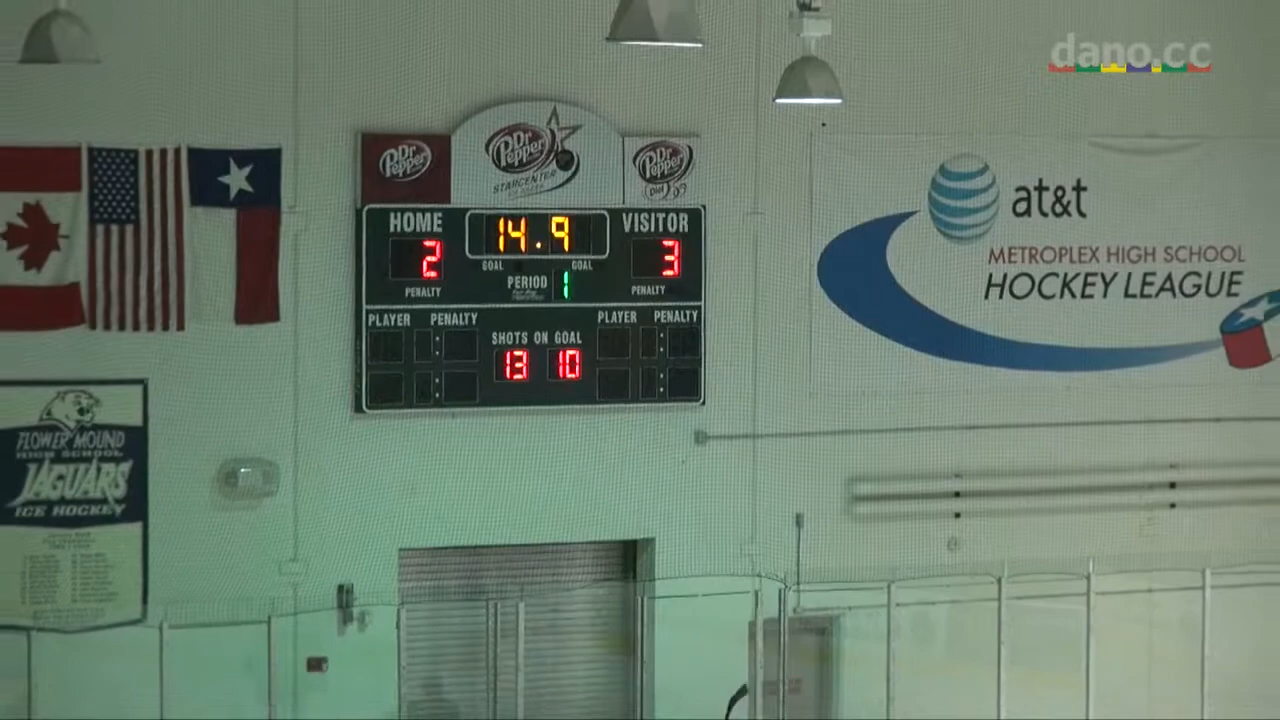 dano.cc
Dr Pepper
Dr Pepper
STARCENTER
Dr Pepper
Diet
HOME
14.9
VISITOR
2
3
GOAL
GOAL
PENALTY
PERIOD
1
PENALTY
PLAYER
PENALTY
PLAYER
PENALTY
SHOTS ON GOAL
13
10
at&t
METROPLEX HIGH SCHOOL
HOCKEY LEAGUE
FLOWER MOUND
HIGH SCHOOL
JAGUARS
ICE HOCKEY